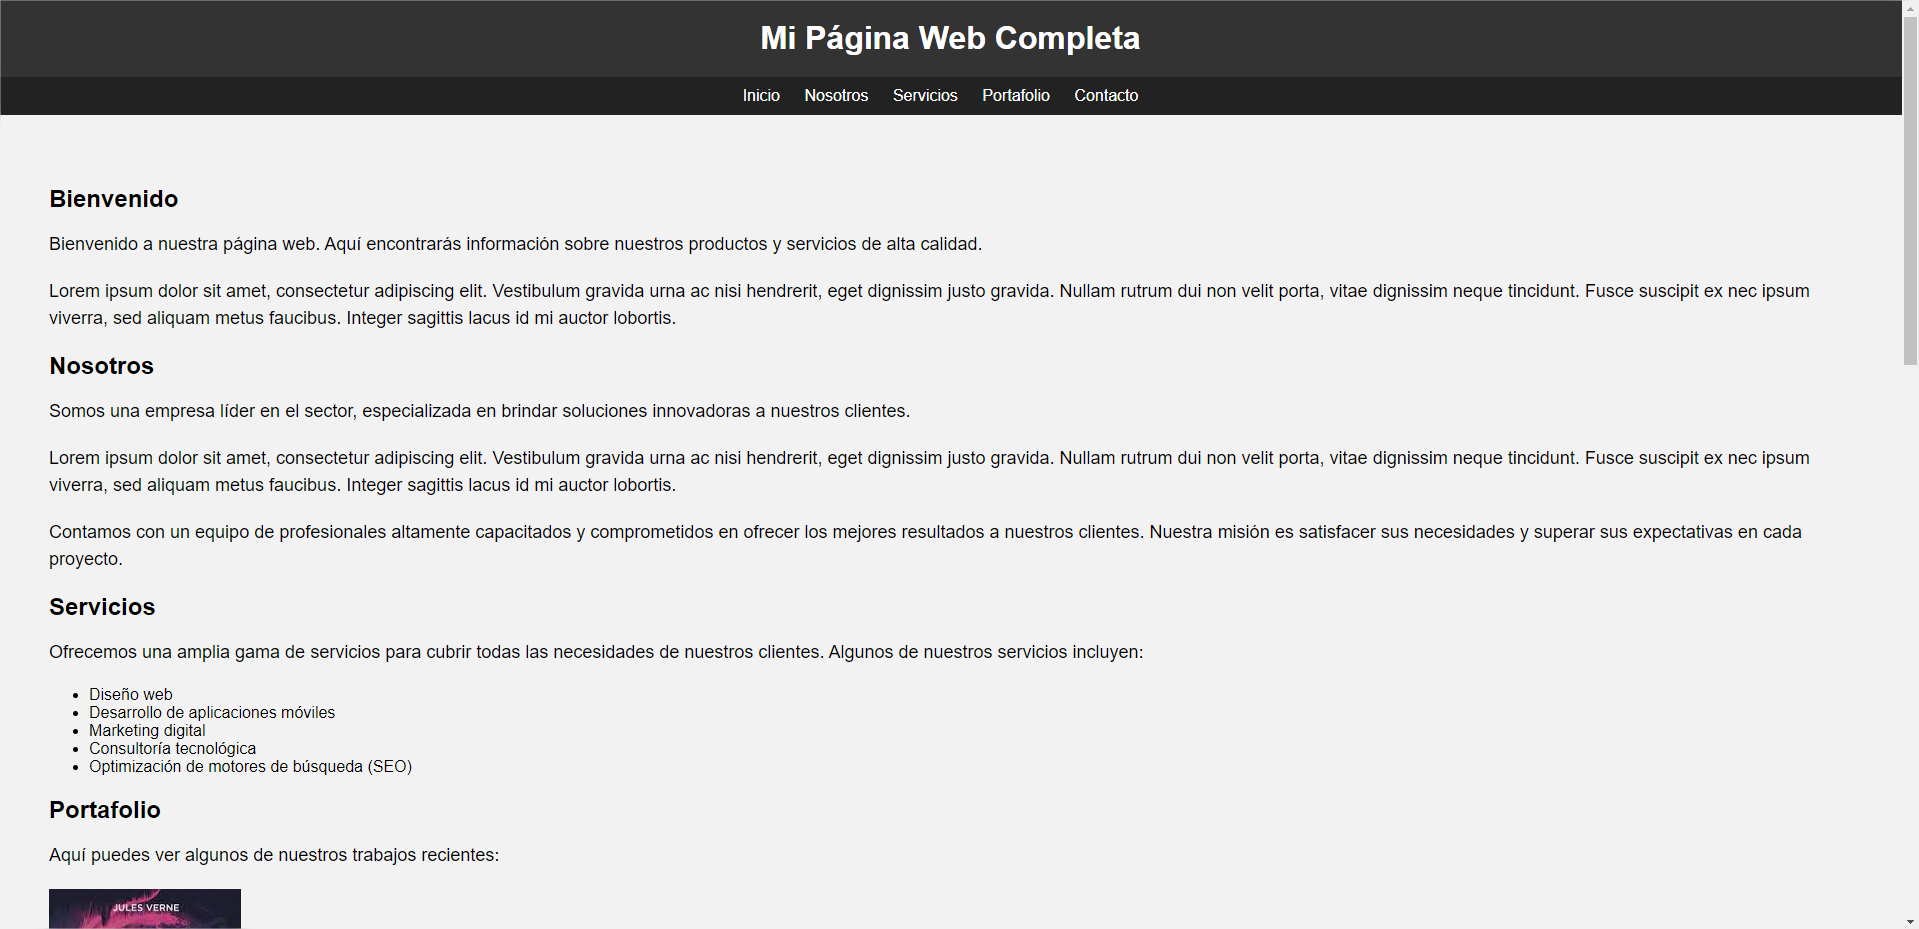 Mi Página Web Completa
Inicio Nosotros Servicios Portafolio Contacto
Bienvenido
Bienvenido a nuestra página web. Aquí encontrarás información sobre nuestros productos y servicios de alta calidad.
Lorem ipsum dolor sit amet, consectetur adipiscing elit. Vestibulum gravida urna ac nisi hendrerit, eget dignissim justo gravida. Nullam rutrum dui non velit porta, vitae dignissim neque tincidunt. Fusce suscipit ex nec ipsum
viverra, sed aliquam metus faucibus. Integer sagittis lacus id mi auctor lobortis.
Nosotros
Somos una empresa líder en el sector, especializada en brindar soluciones innovadoras a nuestros clientes.
Lorem ipsum dolor sit amet, consectetur adipiscing elit. Vestibulum gravida urna ac nisi hendrerit, eget dignissim justo gravida. Nullam rutrum dui non velit porta, vitae dignissim neque tincidunt. Fusce suscipit ex nec ipsum
viverra, sed aliquam metus faucibus. Integer sagittis lacus id mi auctor lobortis.
Contamos con un equipo de profesionales altamente capacitados y comprometidos en ofrecer los mejores resultados a nuestros clientes. Nuestra misión es satisfacer sus necesidades y superar sus expectativas en cada
proyecto.
Servicios
Ofrecemos una amplia gama de servicios para cubrir todas las necesidades de nuestros clientes. Algunos de nuestros servicios incluyen:
• Diseño web
• Desarrollo de aplicaciones móviles
• Marketing digital
• Consultoría tecnológica
• Optimización de motores de búsqueda (SEO)
Portafolio
Aquí puedes ver algunos de nuestros trabajos recientes:
JULES VERNE